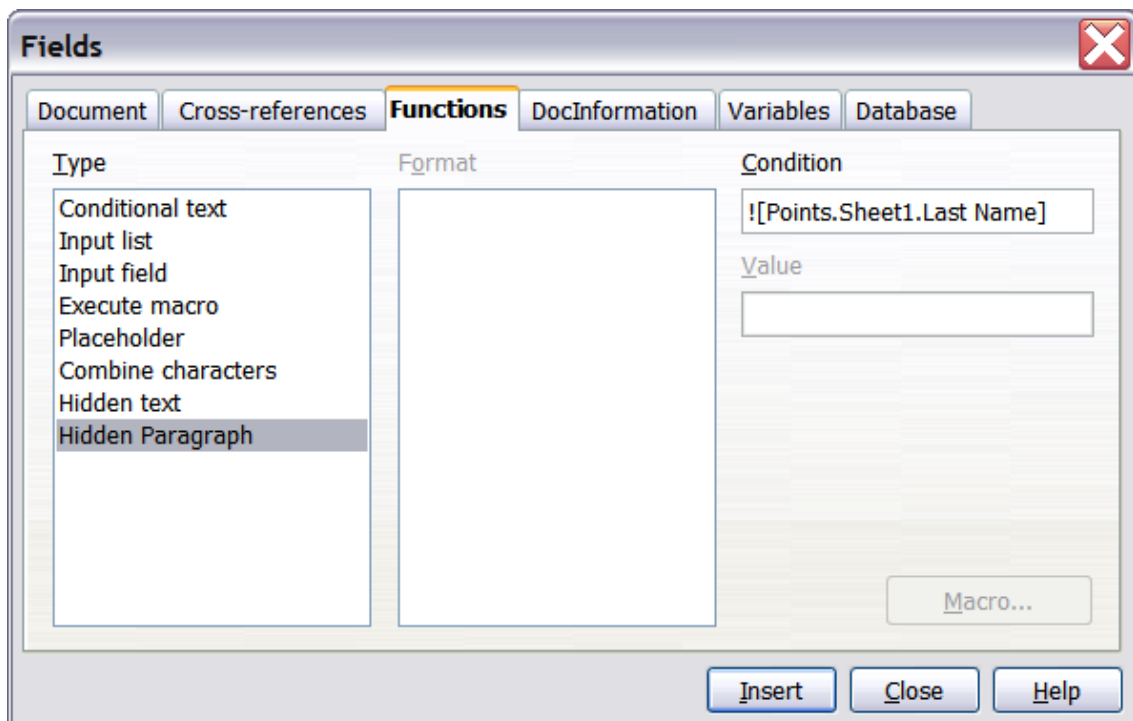 Fields
Document Cross-references Functions DocInformation Variables Database
Type Format Condition
Conditional text
Input list
Input field
Execute macro
Placeholder
Combine characters
Hidden text
Hidden Paragraph
![Points.Sheet1.Last Name]
Value
Macro...
Insert Close Help